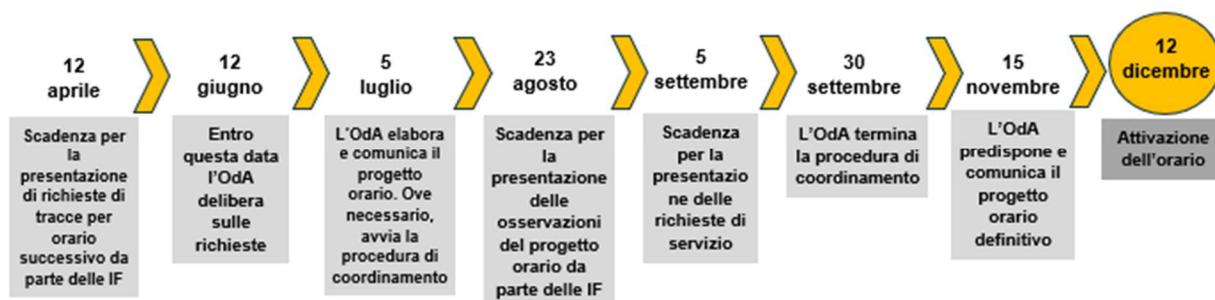 12
aprile
12
giugno
5
luglio
23
agosto
5
settembre
30
settembre
15
novembre
12
dicembre
Scadenza per
la
presentazione
di richieste di
tracce per
orario
successivo da
parte delle IF
Entro
questa data
l'OdA
delibera
sulle
richieste
L'OdA elabora
e comunica il
progetto
orario. Ove
necessario,
avvia la
procedura di
coordinamento
Scadenza per
la
presentazione
delle
osservazioni
del progetto
orario da
parte delle IF
Scadenza
per la
presentazio
ne delle
richieste di
servizio
L'OdA termina
la procedura di
coordinamento
L'OdA
predispone e
comunica il
progetto
orario
definitivo
Attivazione
dell'orario